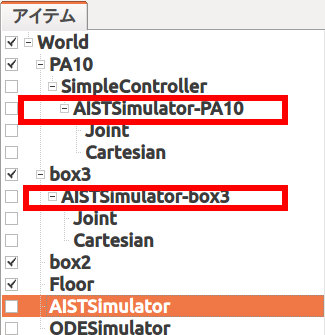 アイテム
World
PA10
SimpleController
AISTSimulator-PA10
Joint
Cartesian
box3
AISTSimulator-box3
Joint
Cartesian
box2
Floor
AISTSimulator
ODESimulator